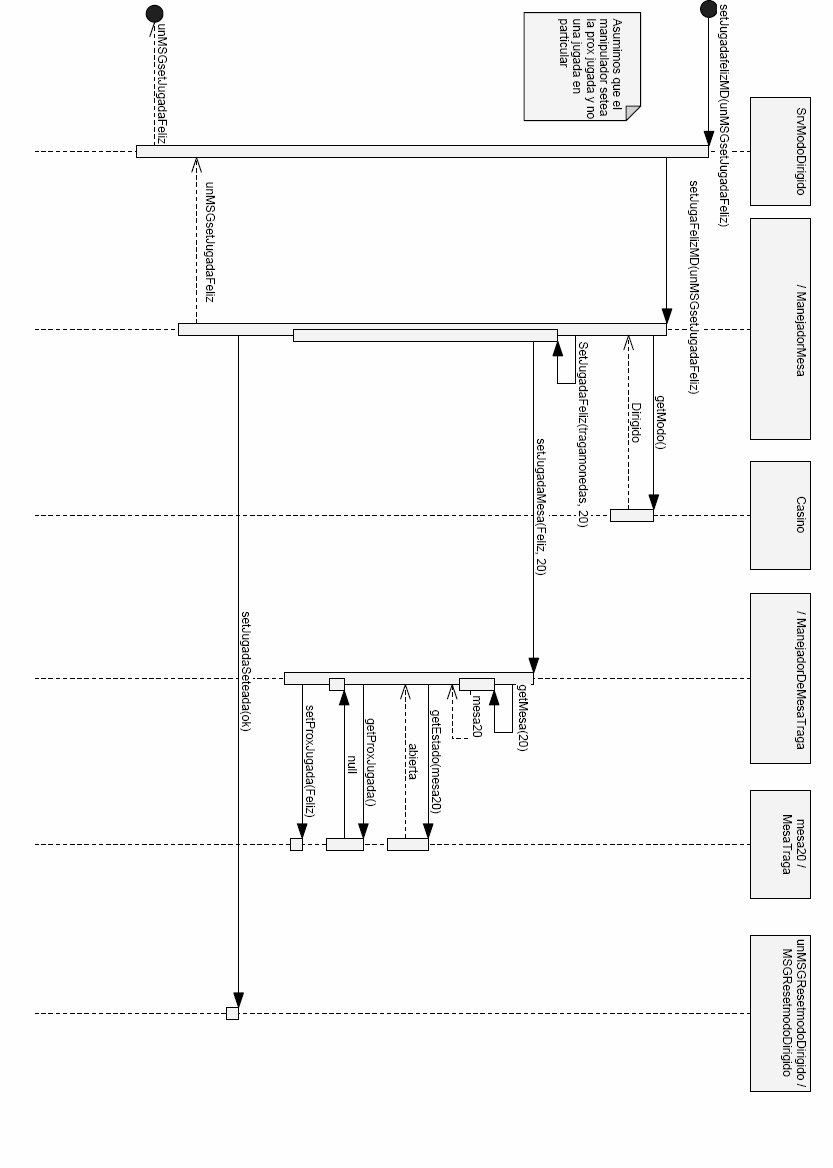 SrvModoDirigido
/ ManejadorMesa
Casino
/ ManejadorDeMesaTraga
mesa20 /
MesaTraga
unMSGResetmodoDirigido /
MSGResetmodoDirigido
setJugadafelizMD(unMSGsetJugadaFeliz)
setJugaFelizMD(unMSGsetJugadaFeliz)
getModo()
Dirigido
Asumimos que el
manipulador setea
la prox jugada y no
una jugada en
particular
SetJugadaFeliz(tragamonedas, 20)
setJugadaMesa(Feliz, 20)
getMesa(20)
mesa20
getEstado(mesa20)
abierta
getProxJugada()
null
setProxJugada(Feliz)
setJugadaSeteada(ok)
unMSGsetJugadaFeliz
unMSGsetJugadaFeliz